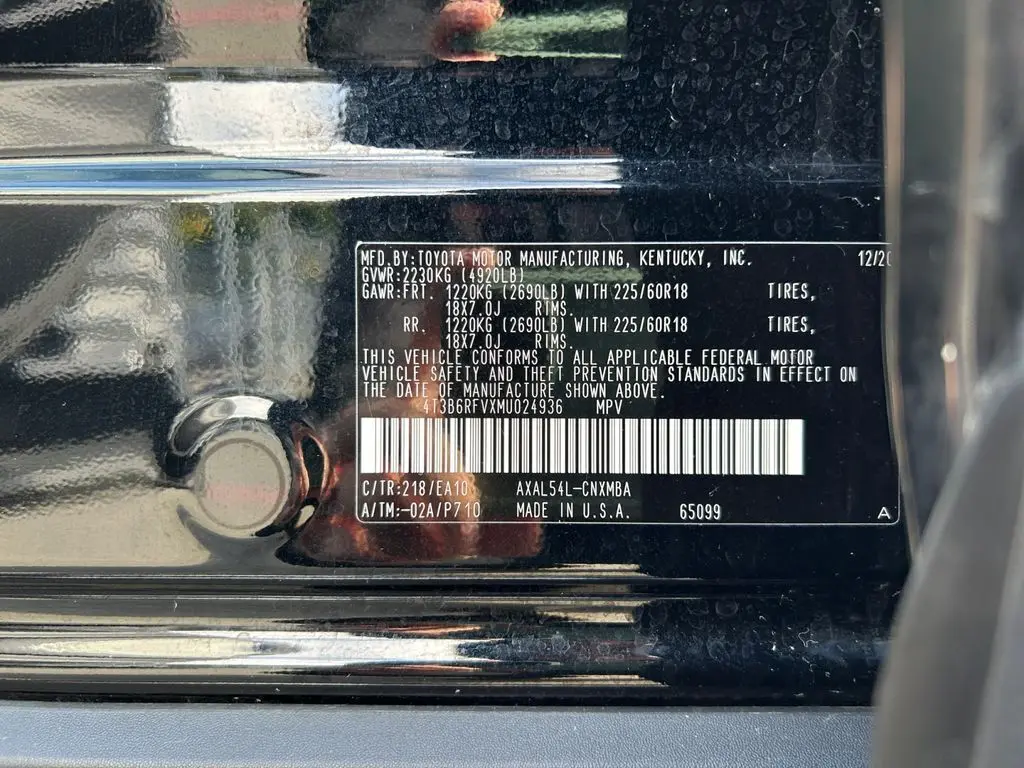 MFD.BY:TOYOTA MOTOR MANUFACTURING, KENTUCKY, INC. 12/20
GVWR:2230KG (4920LB)
GAWR:FRT. 1220KG (2690LB) WITH 225/60R18 TIRES,
18X7.0J RIMS.
RR. 1220KG (2690LB) WITH 225/60R18 TIRES,
18X7.0J RIMS.
THIS VEHICLE CONFORMS TO ALL APPLICABLE FEDERAL MOTOR
VEHICLE SAFETY AND THEFT PREVENTION STANDARDS IN EFFECT ON
THE DATE OF MANUFACTURE SHOWN ABOVE.
4T3B6RFVXMU024936 MPV
C/TR:218/EA10 AXAL54L-CNXMBA
A/TM:-02A/P710 MADE IN U.S.A. 65099 A